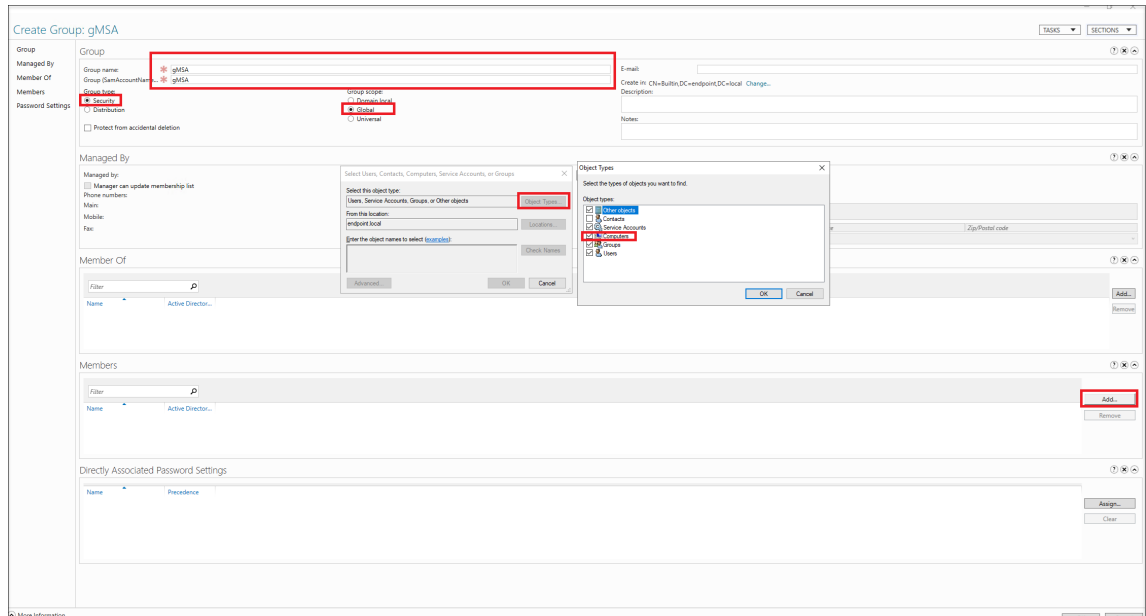 Create Group: gMSA
TASKS
SECTIONS
Group
Managed By
Member Of
Members
Password Settings
Group
Group name: ✱ gMSA
Group (SamAccountName... ✱ gMSA
Group type:
Security
Distribution
Group scope:
Domain local
Global
Universal
Protect from accidental deletion
E-mail:
Create in: CN=Builtin,DC=endpoint,DC=local Change...
Description:
Notes:
Managed By
Managed by:
Manager can update membership list
Phone numbers:
Main:
Mobile:
Fax:
Zip/Postal code
Select Users, Contacts, Computers, Service Accounts, or Groups
Select this object type:
Users, Service Accounts, Groups, or Other objects
Object Types...
From this location:
endpoint.local
Locations...
Enter the object names to select (examples):
Check Names
Advanced...
OK
Cancel
Object Types
Select the types of objects you want to find.
Object types:
Other objects
Contacts
Service Accounts
Computers
Groups
Users
OK
Cancel
Member Of
Filter
Name
Active Director...
Add...
Remove
Members
Filter
Name
Active Director...
Add...
Remove
Directly Associated Password Settings
Name
Precedence
Assign...
Clear
More Information